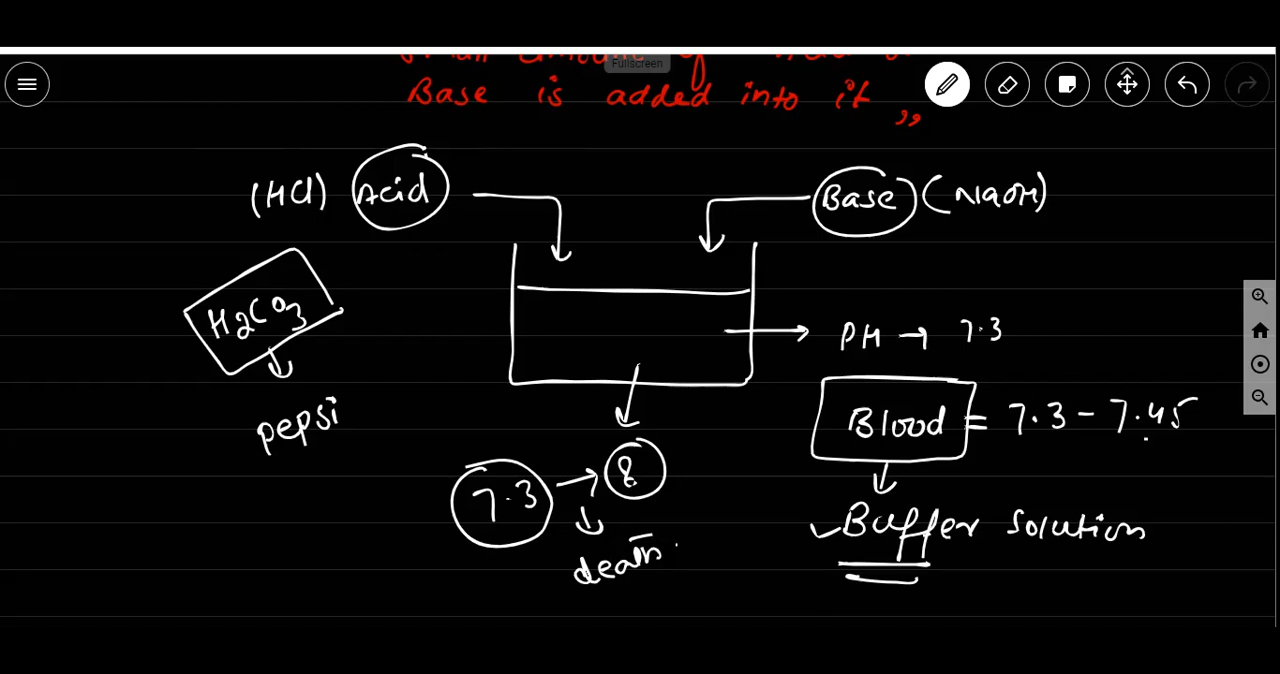 Fullscreen
Base is added into it ,,
(HCl) Acid
Base (NaOH)
H2CO3
pepsi
PH → 7.3
Blood = 7.3 - 7.45
7.3 → 8
death
Buffer solution